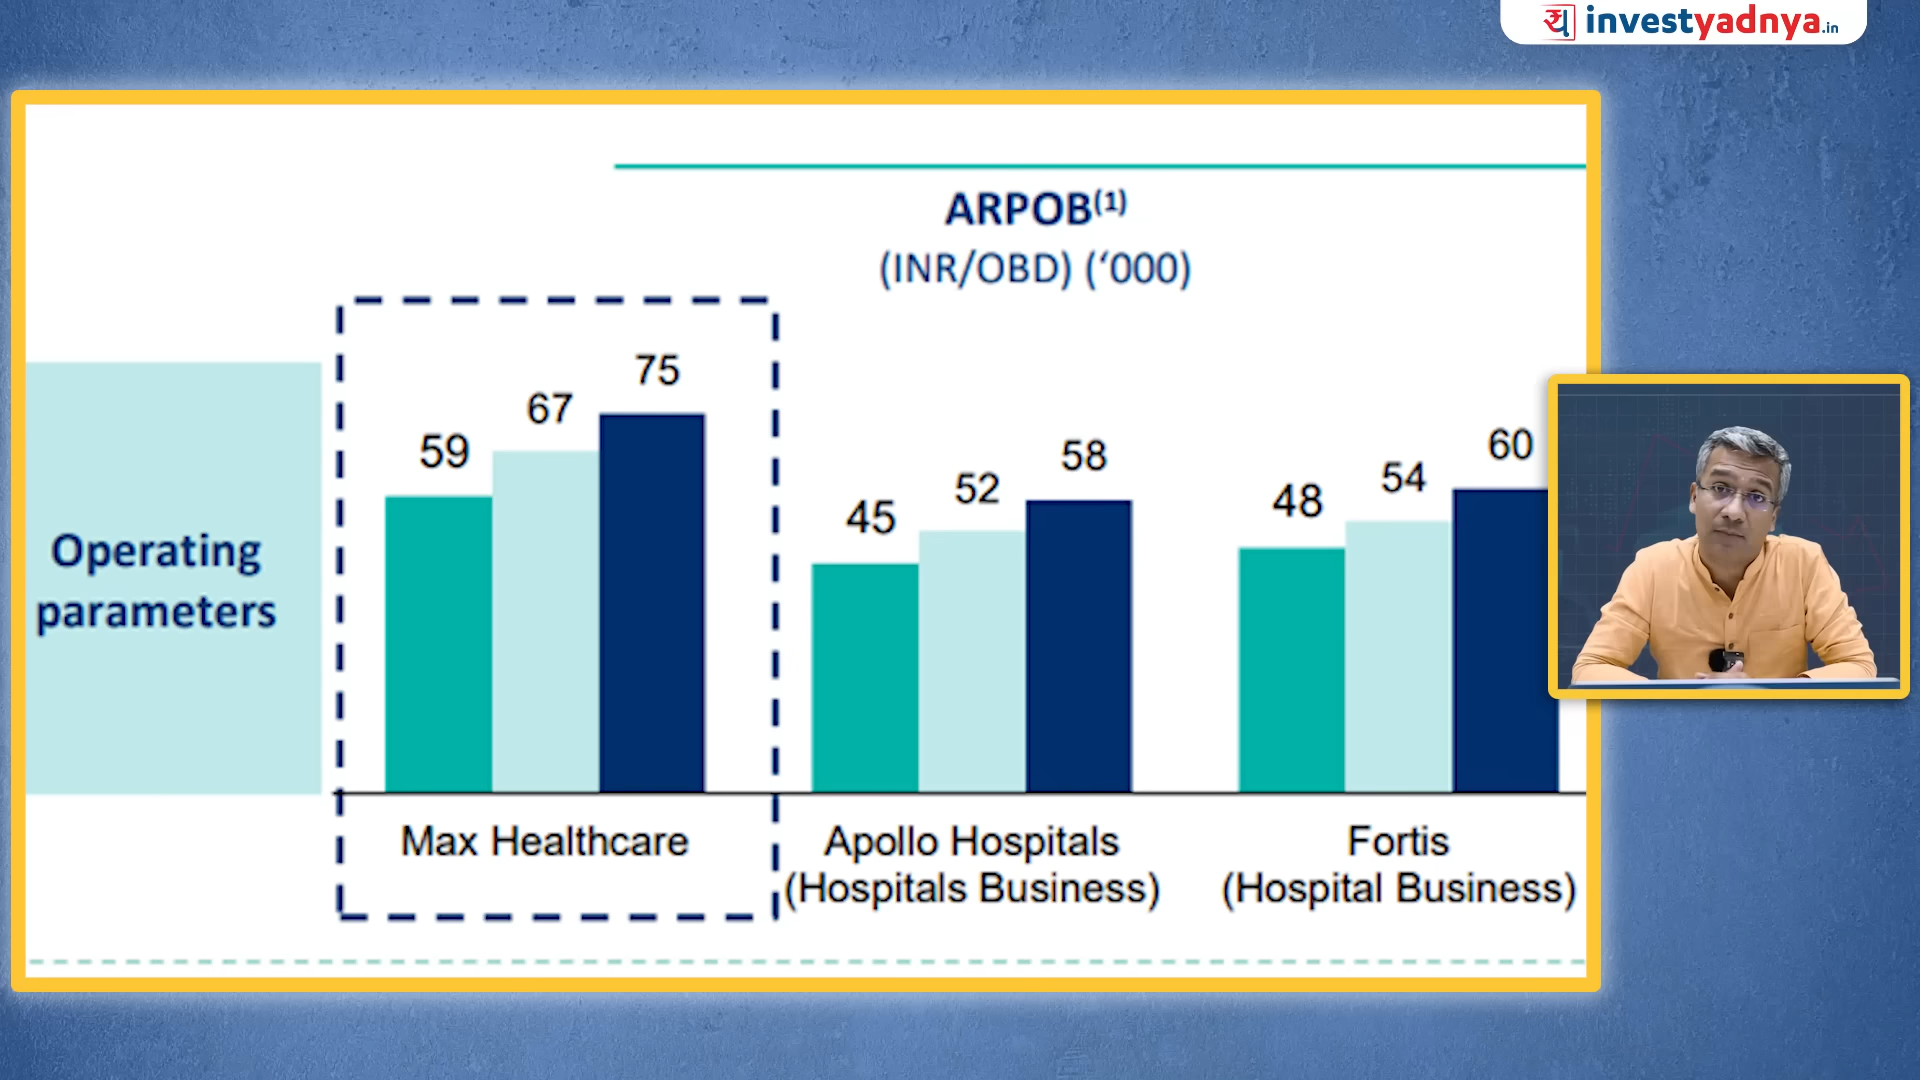 य investyadnya.in
ARPOB(1)
(INR/OBD) (‘000)
Operating
parameters
59
67
75
45
52
58
48
54
60
Max Healthcare
Apollo Hospitals
(Hospitals Business)
Fortis
(Hospital Business)